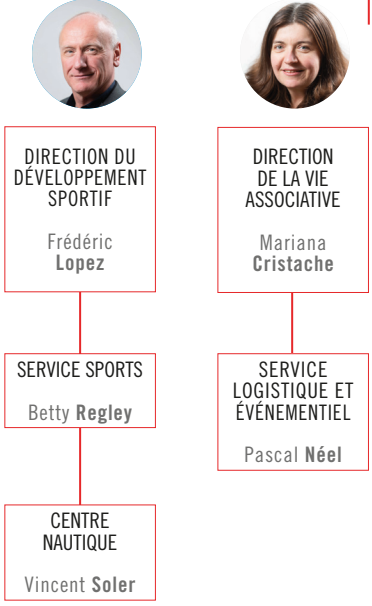 DIRECTION DU
DÉVELOPPEMENT
SPORTIF
Frédéric
Lopez
SERVICE SPORTS
Betty Regley
CENTRE
NAUTIQUE
Vincent Soler
DIRECTION
DE LA VIE
ASSOCIATIVE
Mariana
Cristache
SERVICE
LOGISTIQUE ET
ÉVÉNEMENTIEL
Pascal Néel